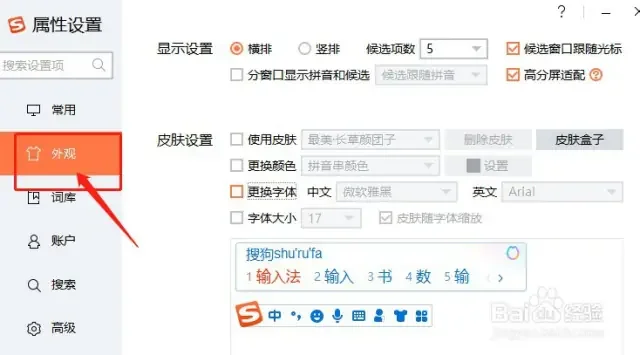 属性设置
搜索设置项
常用
外观
词库
账户
搜索
高级
显示设置 横排 竖排 候选项数 5 候选窗口跟随光标
分窗口显示拼音和候选 候选跟随拼音 高分屏适配
皮肤设置 使用皮肤 最美·长草颜团子 删除皮肤 皮肤盒子
更换颜色 拼音串颜色 设置
更换字体 中文 微软雅黑 英文 Arial
字体大小 17 皮肤随字体缩放
搜狗shu'ru'fa
1 输入法 2 输入 3 书 4 数 5 输
中
Baidu经验
jingyan.baidu.com